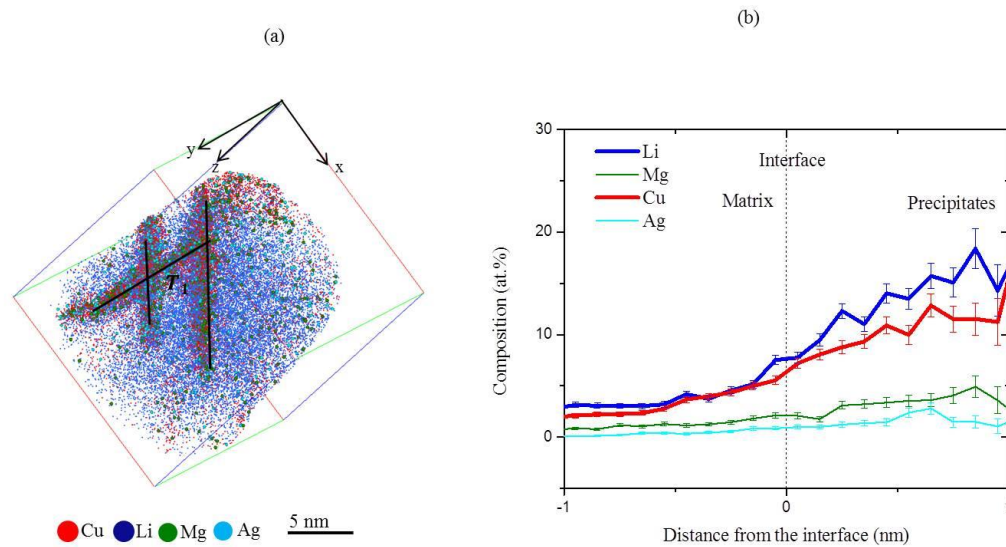 (a)
y
z
x
T1
Cu Li Mg Ag 5 nm
(b)
30
20
10
0
Composition (at.%)
Li
Mg
Cu
Ag
Interface
Matrix
Precipitates
-1 0
Distance from the interface (nm)